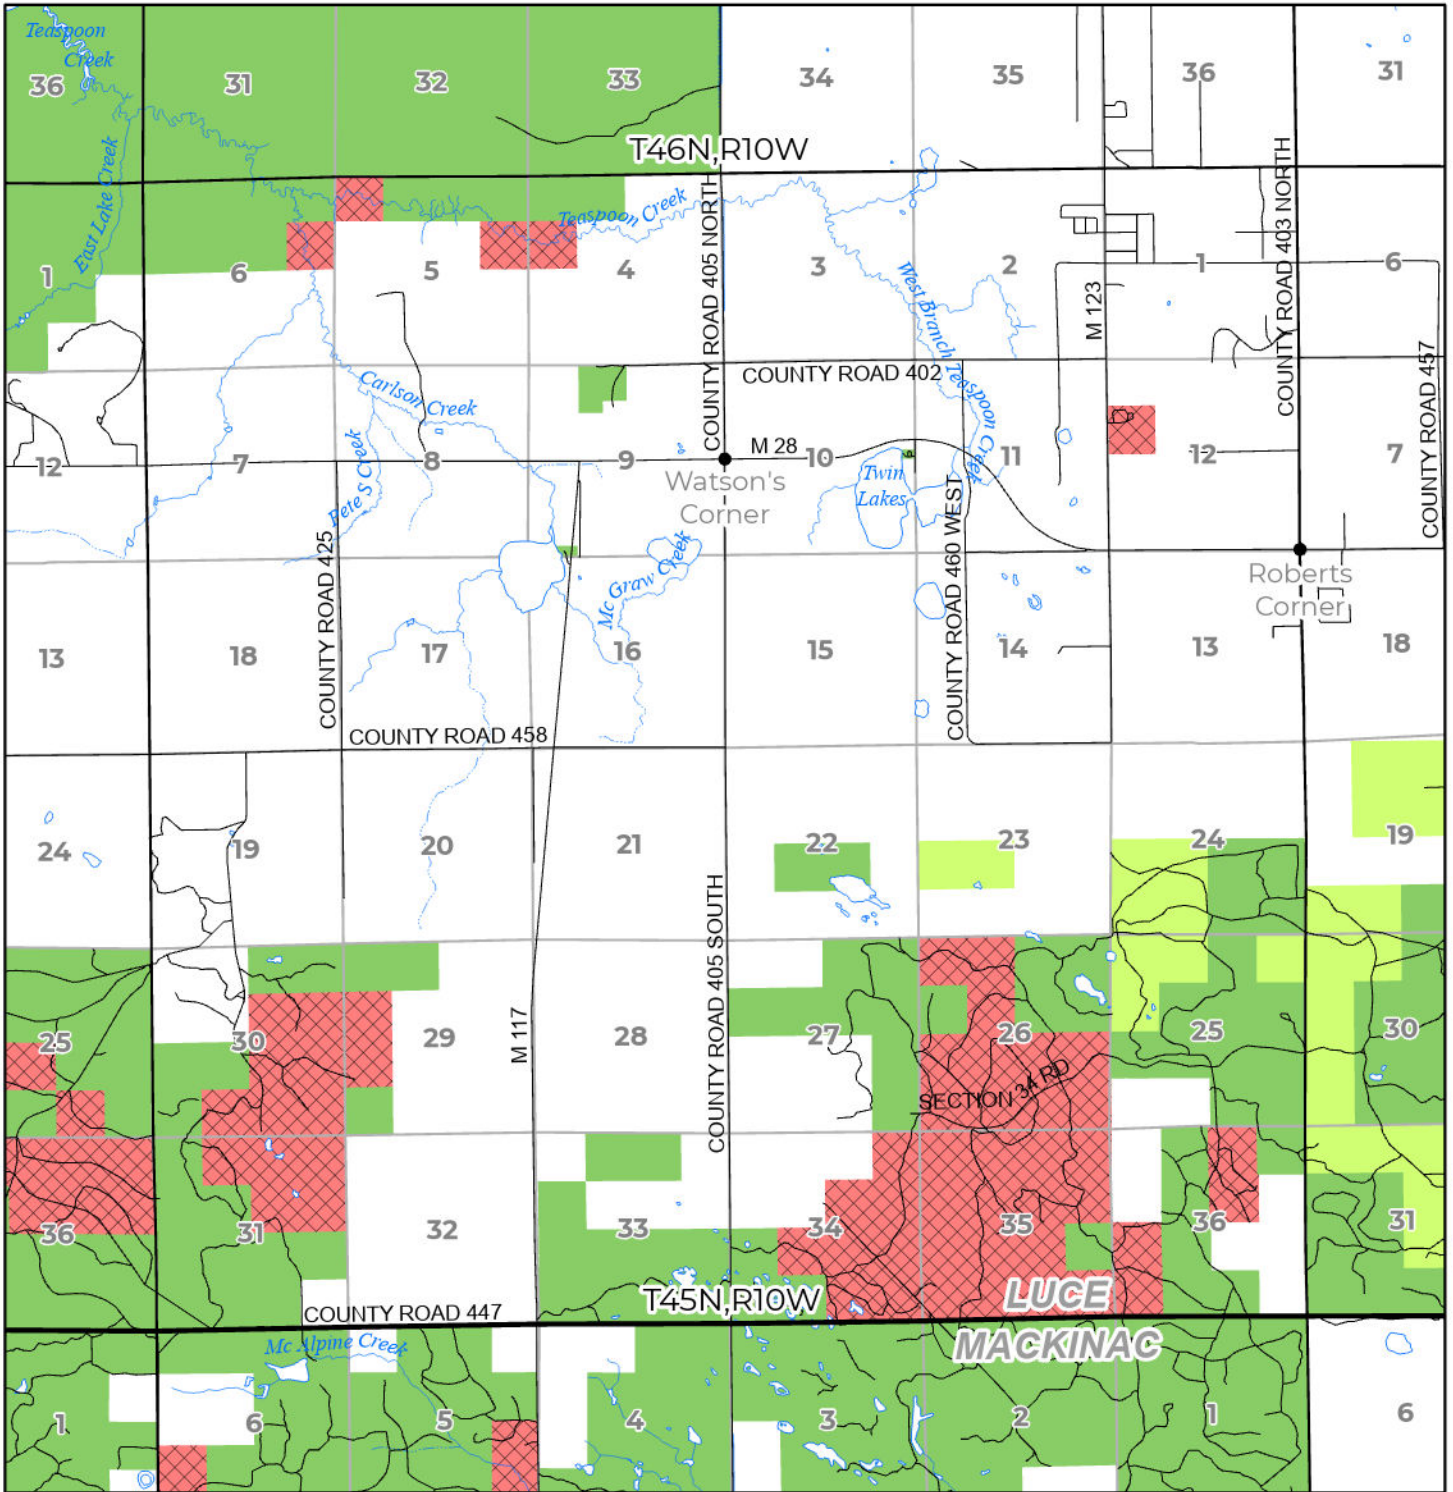 Teaspoon
Creek
36
31
32
33
34
35
36
31
T46N,R10W
East Lake Creek
Teaspoon Creek
COUNTY ROAD 405 NORTH
COUNTY ROAD 403 NORTH
1
6
5
4
3
2
1
6
West Branch Teaspoon Creek
M 123
COUNTY ROAD 457
COUNTY ROAD 402
Carlson Creek
M 28
12
7
8
9
10
11
12
7
Pete S Creek
Watson's
Corner
Twin
Lakes
COUNTY ROAD 425
Mc Graw Creek
COUNTY ROAD 460 WEST
Roberts
Corner
13
18
17
16
15
14
13
18
COUNTY ROAD 458
24
19
20
21
22
23
24
19
COUNTY ROAD 405 SOUTH
M 117
25
30
29
28
27
26
25
30
SECTION 34 RD
36
31
32
33
34
35
36
31
T45N,R10W
LUCE
COUNTY ROAD 447
MACKINAC
Mc Alpine Creek
1
6
5
4
3
2
1
6